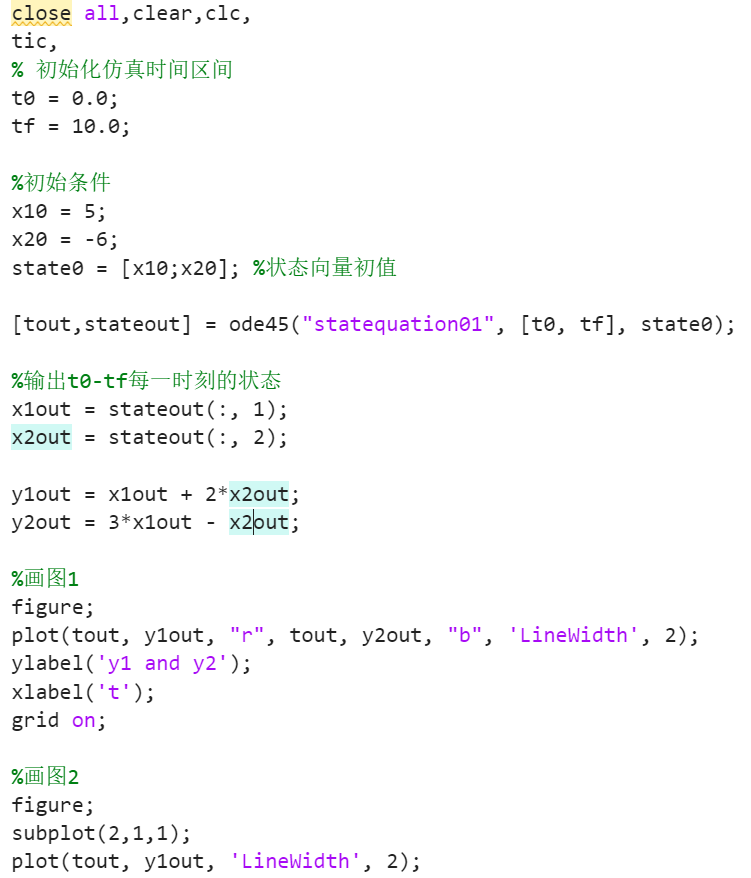 close all,clear,clc,
tic,
% 初始化仿真时间区间
t0 = 0.0;
tf = 10.0;
%初始条件
x10 = 5;
x20 = -6;
state0 = [x10;x20]; %状态向量初值
[tout,stateout] = ode45("statequation01", [t0, tf], state0);
%输出t0-tf每一时刻的状态
x1out = stateout(:, 1);
x2out = stateout(:, 2);
y1out = x1out + 2*x2out;
y2out = 3*x1out - x2out;
%画图1
figure;
plot(tout, y1out, "r", tout, y2out, "b", 'LineWidth', 2);
ylabel('y1 and y2');
xlabel('t');
grid on;
%画图2
figure;
subplot(2,1,1);
plot(tout, y1out, 'LineWidth', 2);